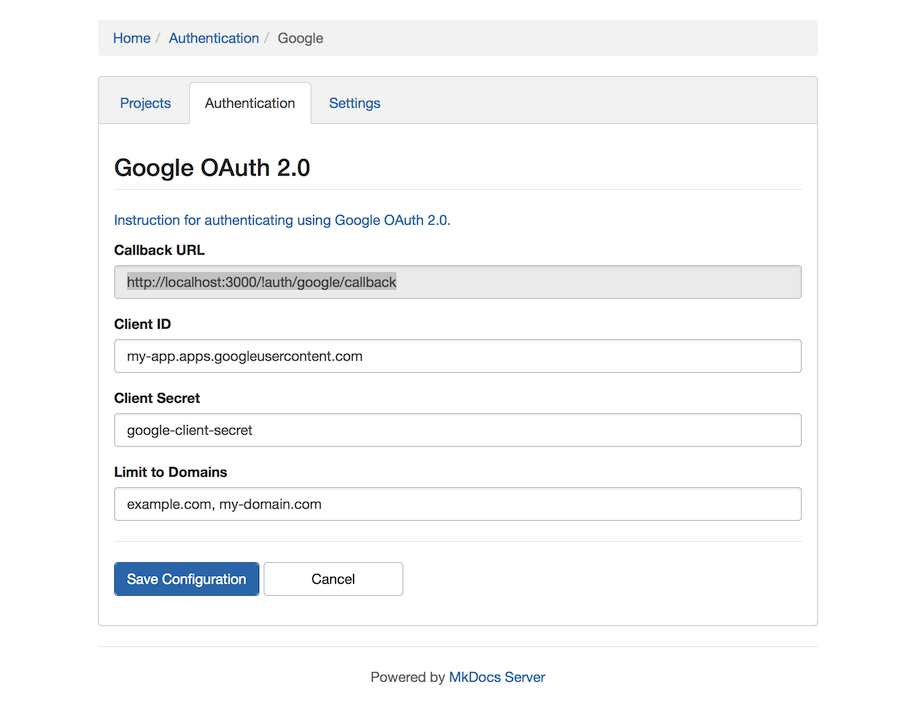 Home / Authentication / Google
Projects Authentication Settings
Google OAuth 2.0
Instruction for authenticating using Google OAuth 2.0.
Callback URL
http://localhost:3000/!auth/google/callback
Client ID
my-app.apps.googleusercontent.com
Client Secret
google-client-secret
Limit to Domains
example.com, my-domain.com
Save Configuration Cancel
Powered by MkDocs Server